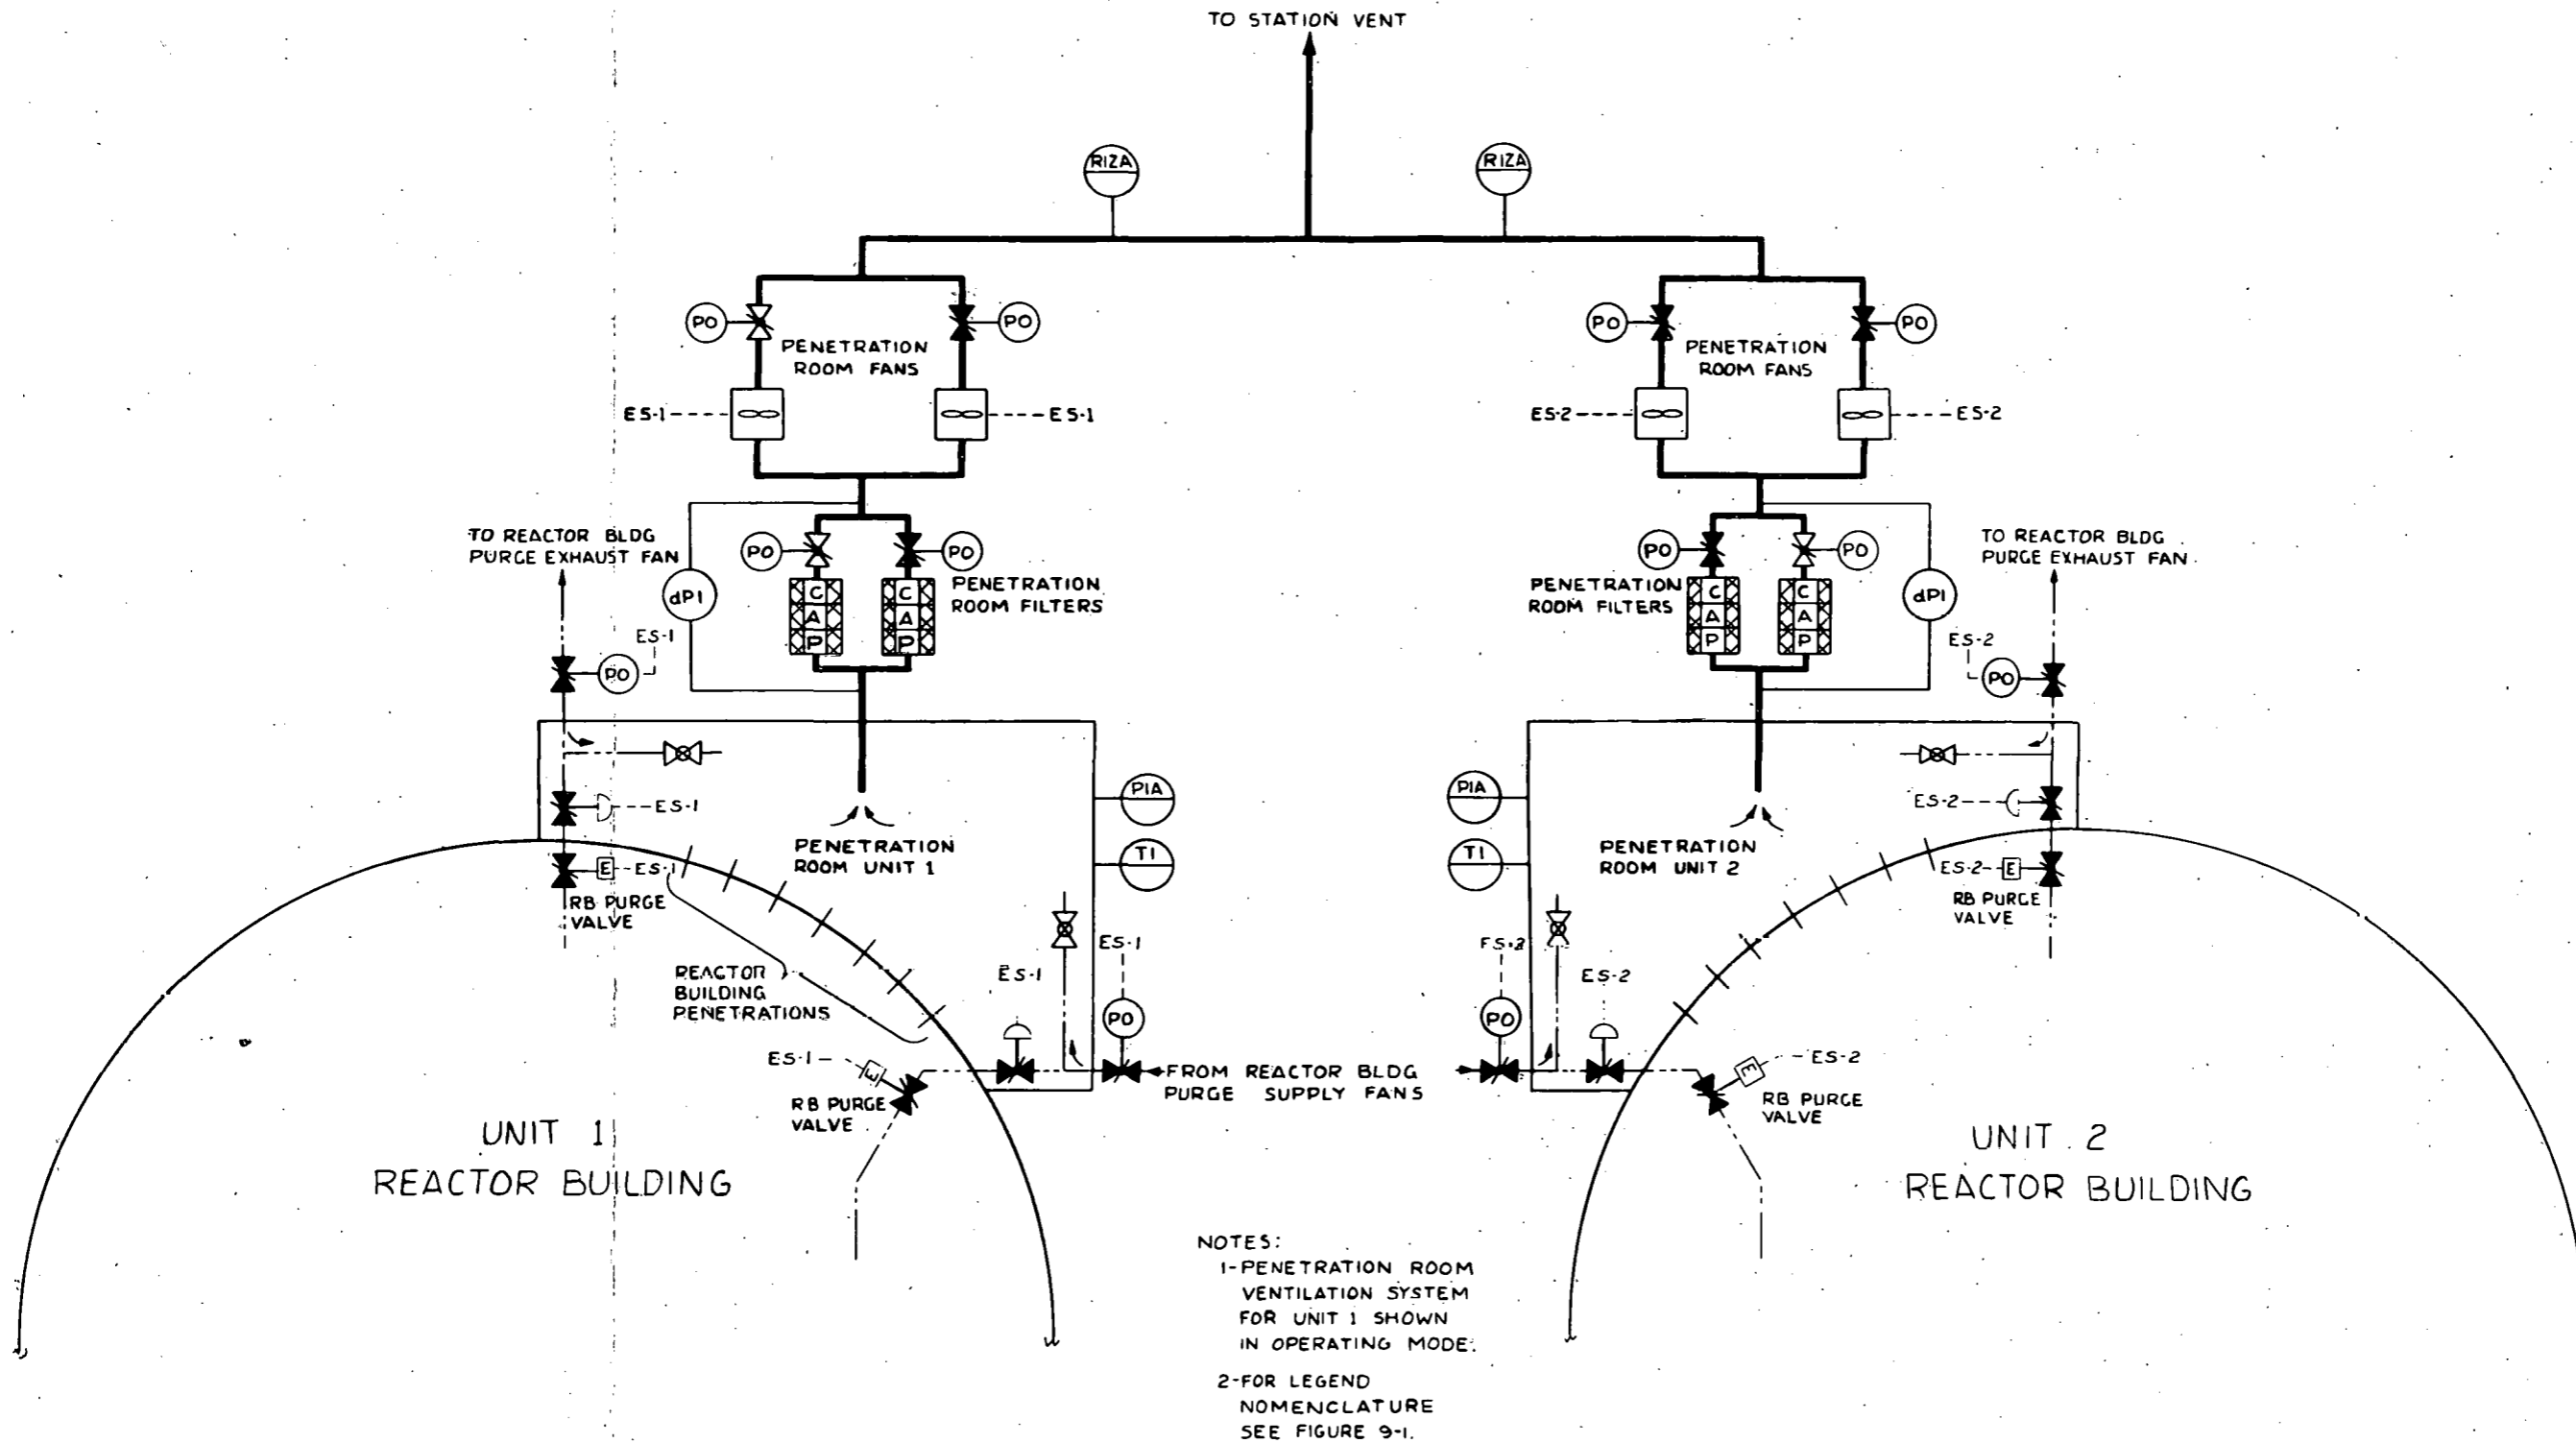 TO STATION VENT
RIZA
RIZA
PO
PO
PENETRATION
ROOM FANS
PO
PO
PENETRATION
ROOM FANS
ES-1
ES-1
ES-2
ES-2
TO REACTOR BLDG
PURGE EXHAUST FAN
PO
PO
dPI
C
A
P
C
A
P
PENETRATION
ROOM FILTERS
ES-1
PO
PO
PO
PENETRATION
ROOM FILTERS
C
A
P
C
A
P
dPI
TO REACTOR BLDG
PURGE EXHAUST FAN
ES-2
PO
ES-1
E
ES-1
RB PURGE
VALVE
PENETRATION
ROOM UNIT 1
PIA
TI
PIA
TI
PENETRATION
ROOM UNIT 2
ES-2
ES-2
E
RB PURGE
VALVE
REACTOR
BUILDING
PENETRATIONS
ES-1
ES-1
PO
ES-2
PO
ES-2
ES-1
E
RB PURGE
VALVE
FROM REACTOR BLDG
PURGE SUPPLY FANS
E
ES-2
RB PURGE
VALVE
UNIT 1
REACTOR BUILDING
UNIT 2
REACTOR BUILDING
NOTES:
1-PENETRATION ROOM
VENTILATION SYSTEM
FOR UNIT 1 SHOWN
IN OPERATING MODE.
2-FOR LEGEND
NOMENCLATURE
SEE FIGURE 9-1.